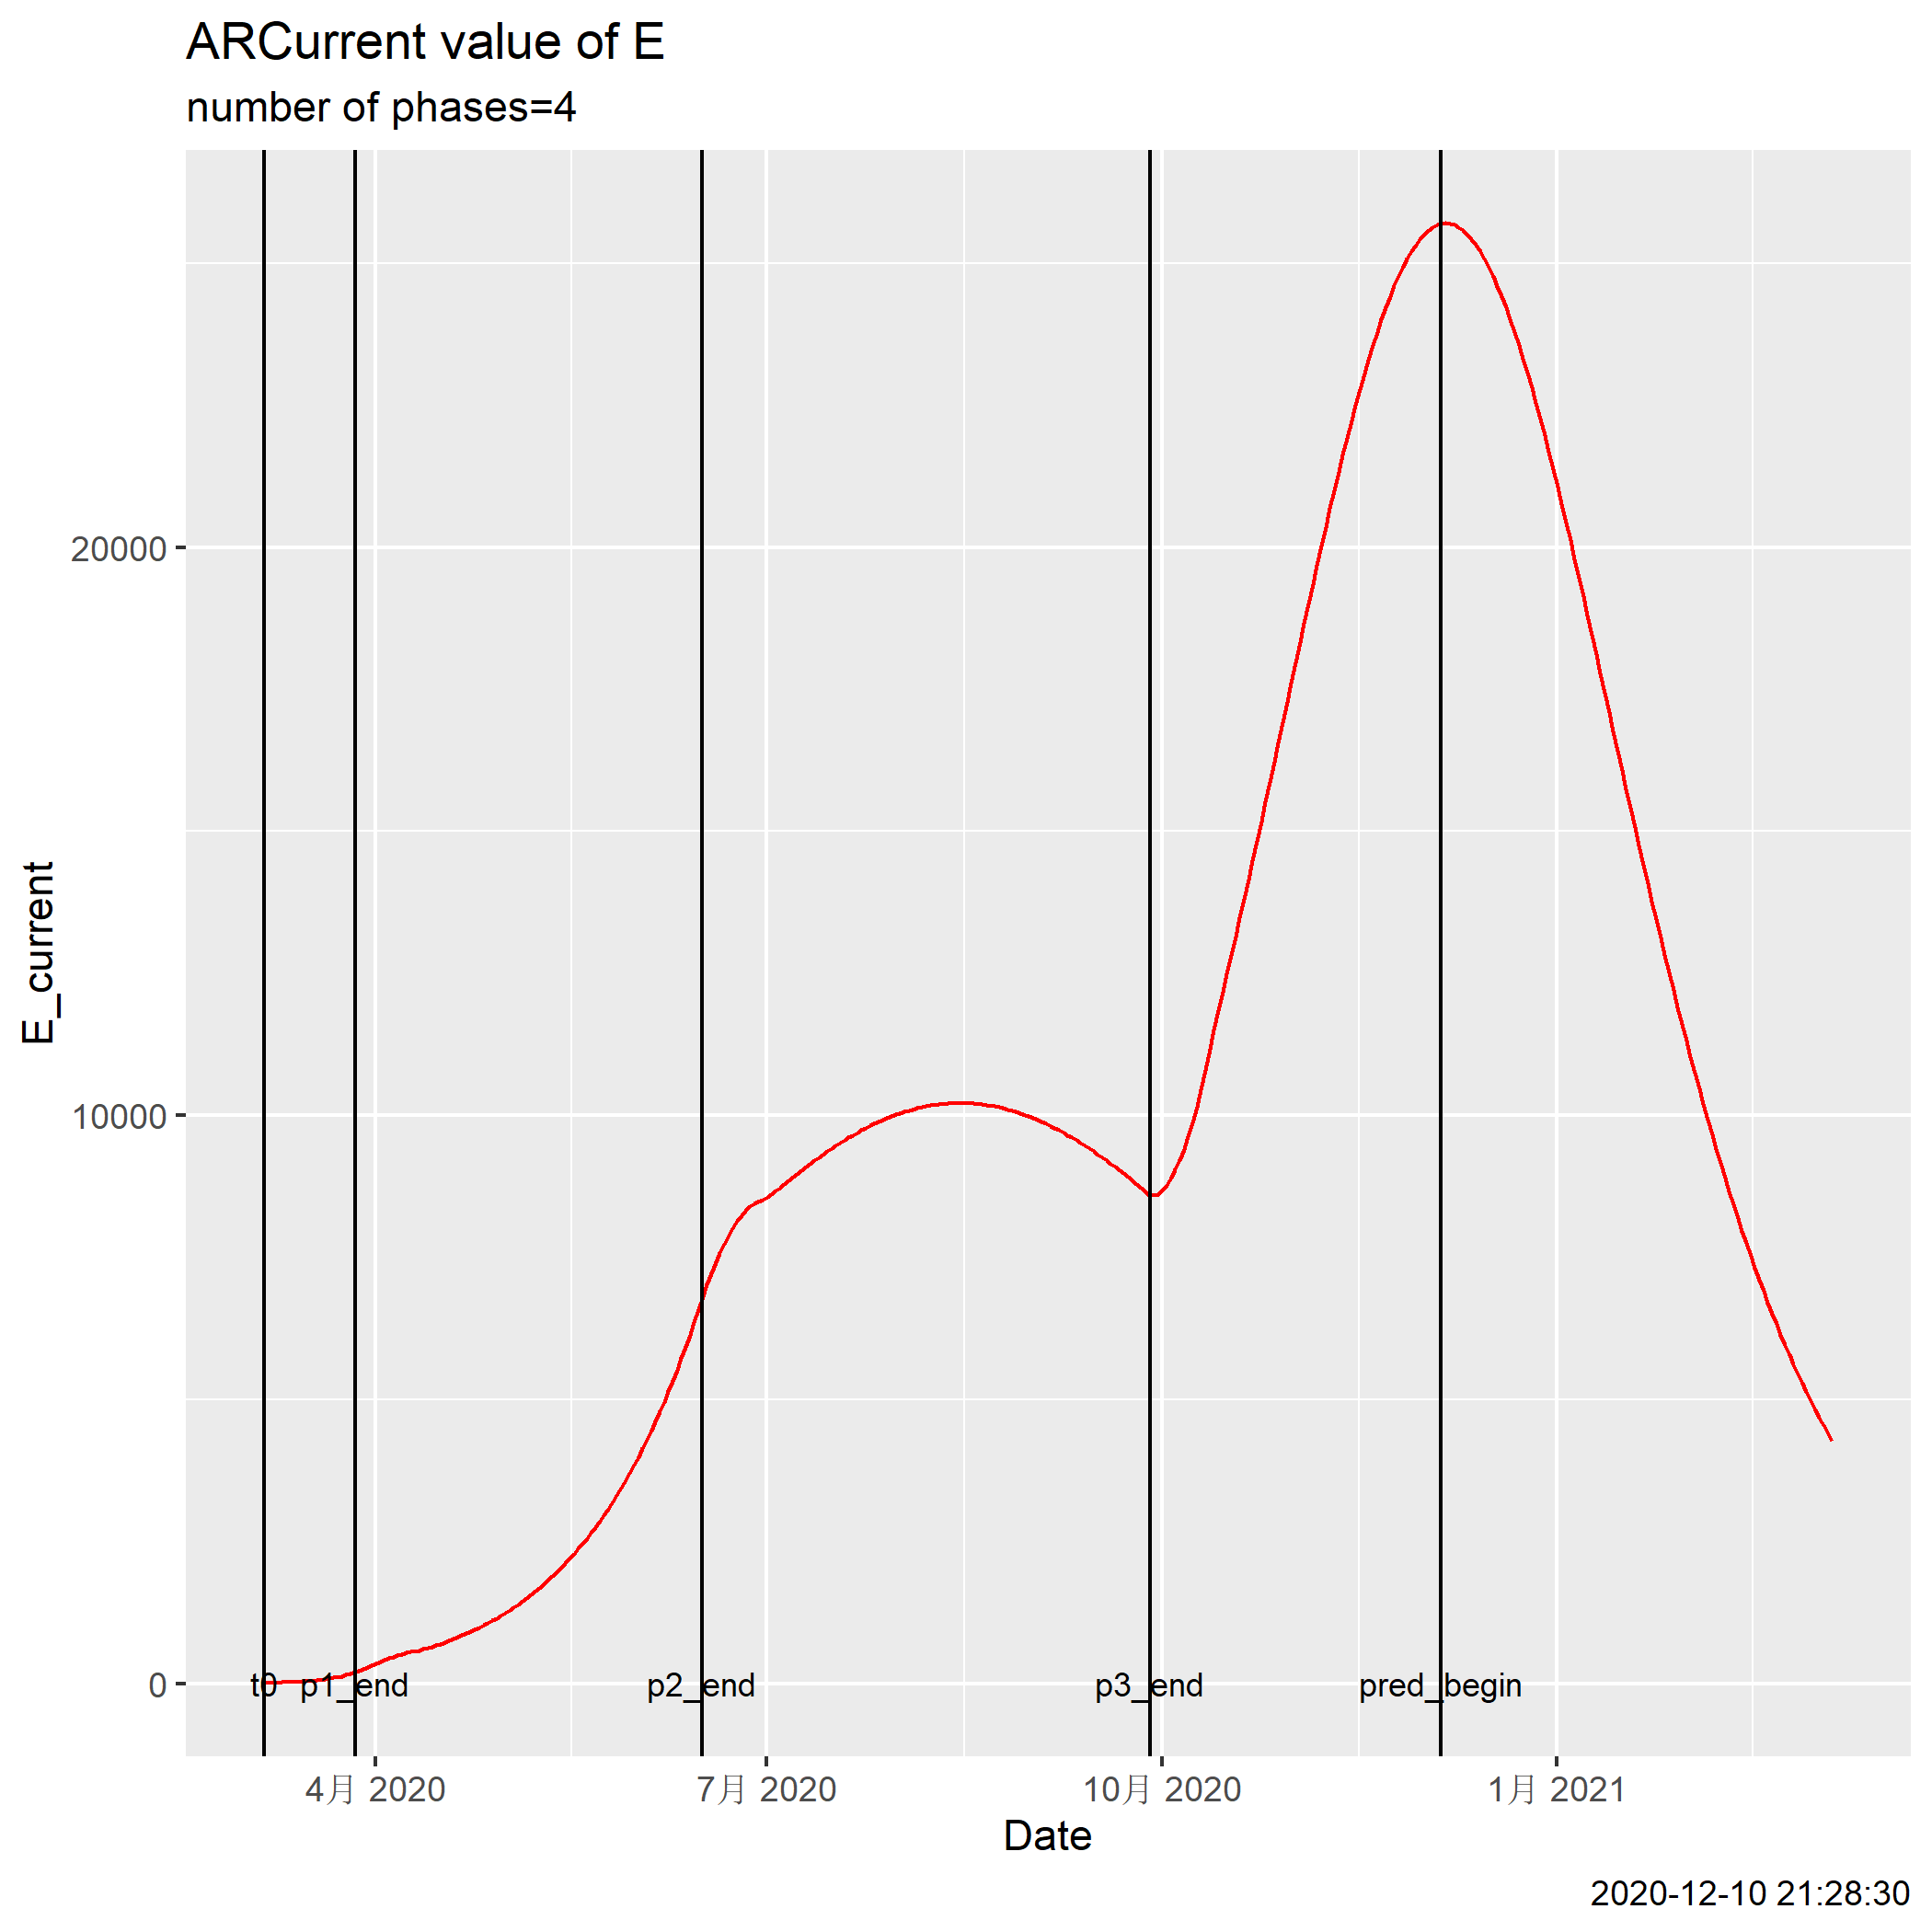 ARCurrent value of E
number of phases=4
E_current
20000
10000
0
t0 p1_end p2_end p3_end pred_begin
4月 2020 7月 2020 10月 2020 1月 2021
Date
2020-12-10 21:28:30